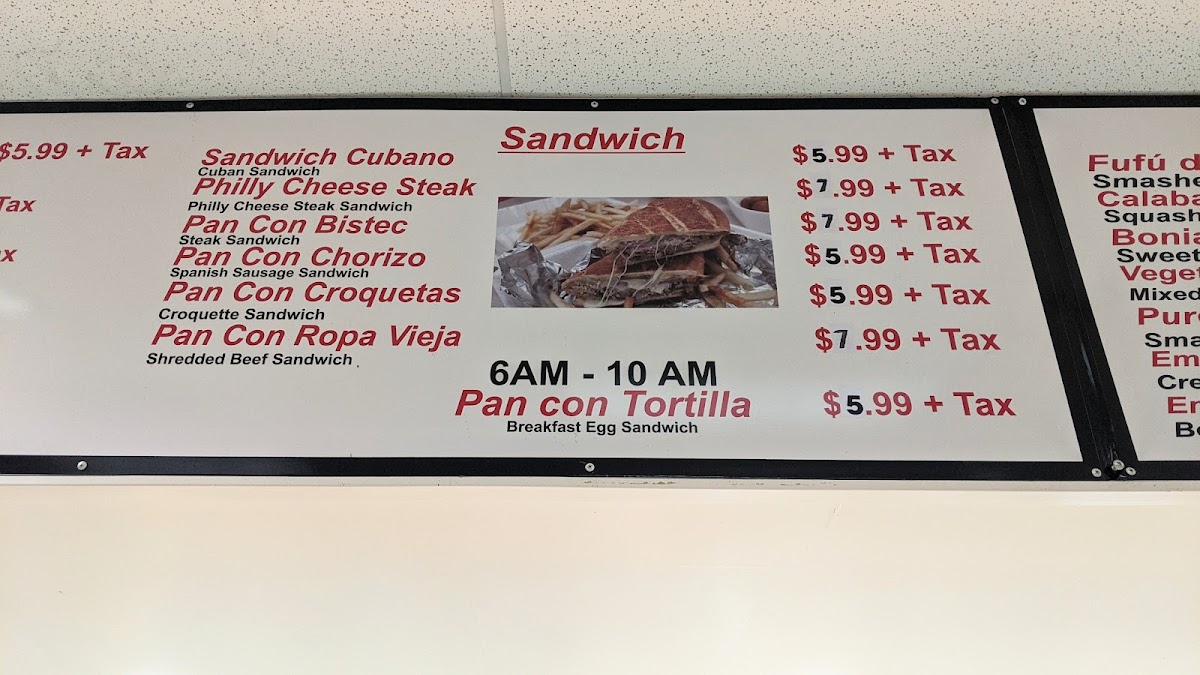 $5.99 + Tax
Tax
Sandwich
Sandwich Cubano $5.99 + Tax
Cuban Sandwich
Philly Cheese Steak $7.99 + Tax
Philly Cheese Steak Sandwich
Pan Con Bistec $7.99 + Tax
Steak Sandwich
Pan Con Chorizo $5.99 + Tax
Spanish Sausage Sandwich
Pan Con Croquetas $5.99 + Tax
Croquette Sandwich
Pan Con Ropa Vieja $7.99 + Tax
Shredded Beef Sandwich
6AM - 10 AM
Pan con Tortilla $5.99 + Tax
Breakfast Egg Sandwich
Fufú